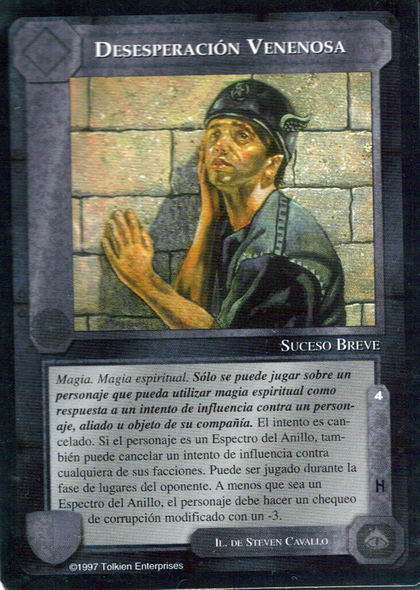 DESESPERACIÓN VENENOSA
SUCESO BREVE
Magia. Magia espiritual. Sólo se puede jugar sobre un
personaje que pueda utilizar magia espiritual como
respuesta a un intento de influencia contra un person-
aje, aliado u objeto de su compañía. El intento es can-
celado. Si el personaje es un Espectro del Anillo, tam-
bién puede cancelar un intento de influencia contra
cualquiera de sus facciones. Puede ser jugado durante la
fase de lugares del oponente. A menos que sea un
Espectro del Anillo, el personaje debe hacer un chequeo
de corrupción modificado con un -3.
4
H
IL. DE STEVEN CAVALLO
©1997 Tolkien Enterprises